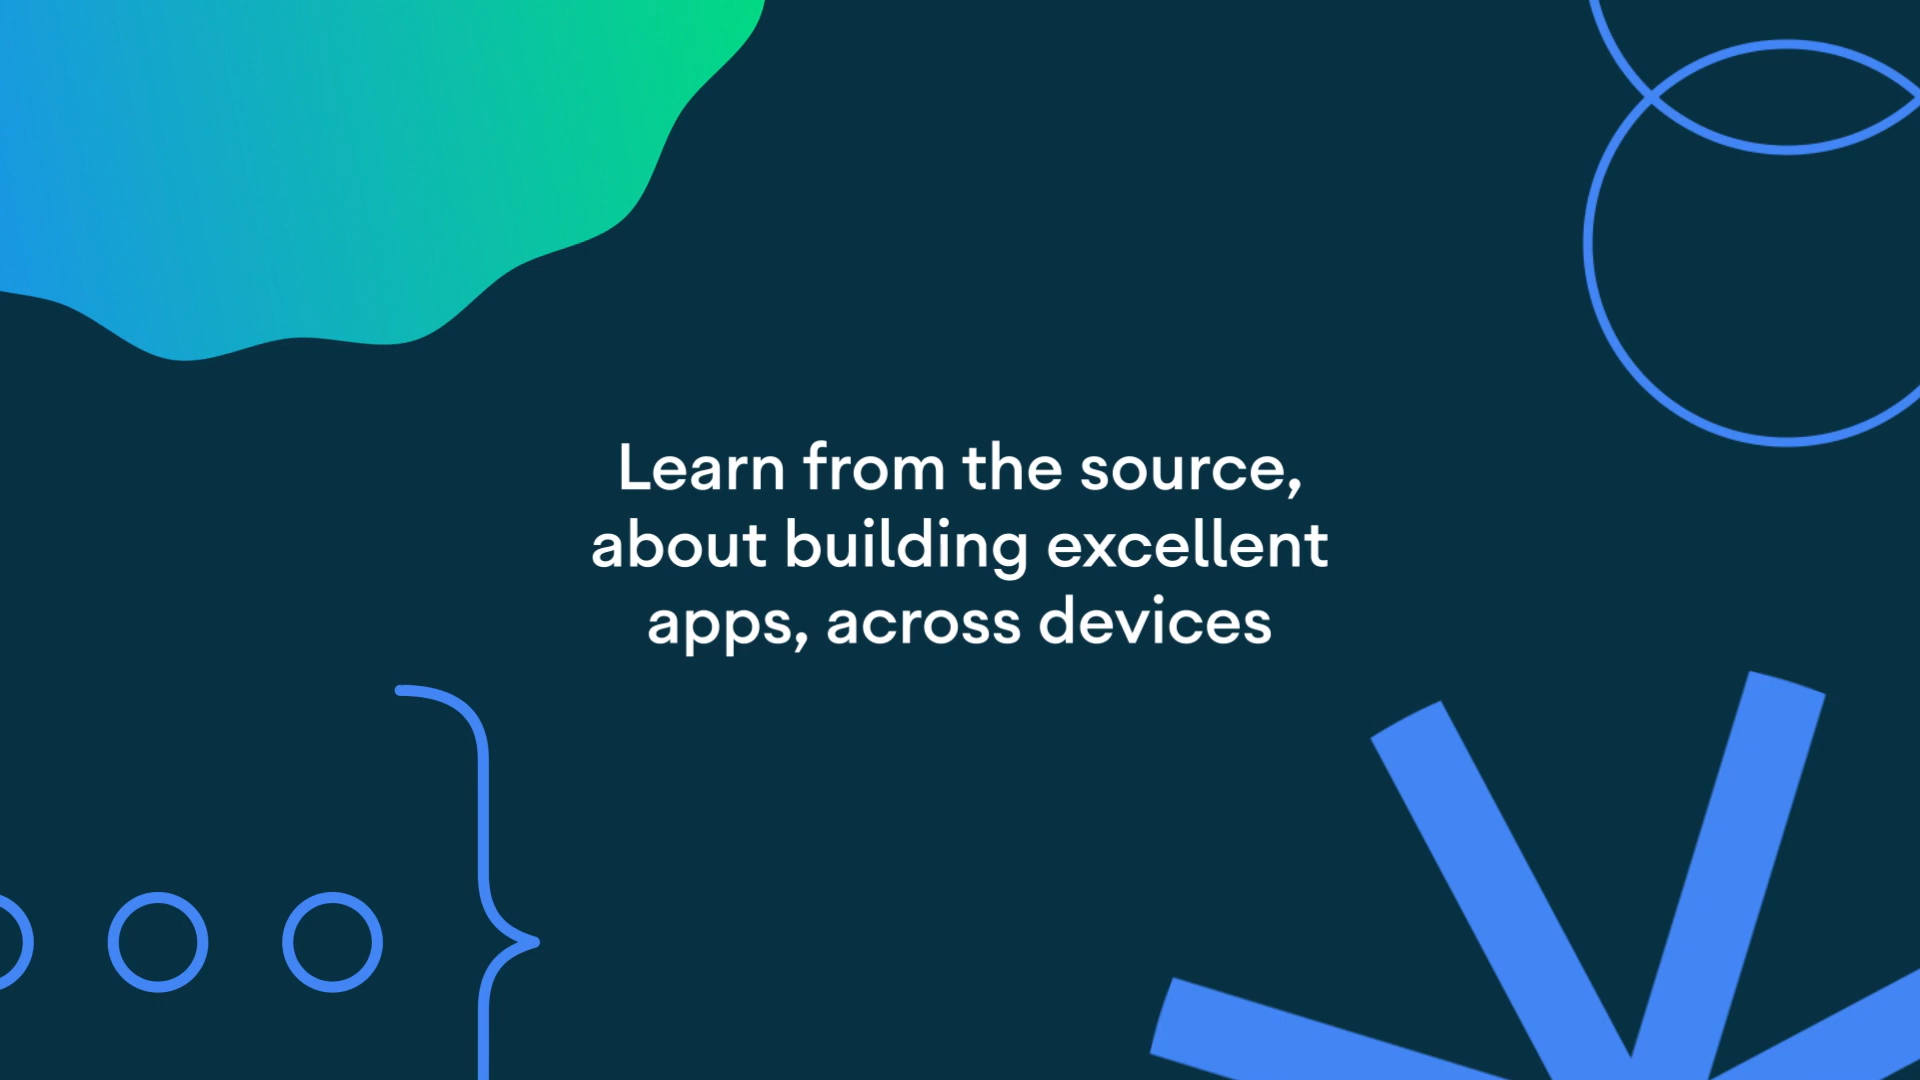 Learn from the source,
about building excellent
apps, across devices